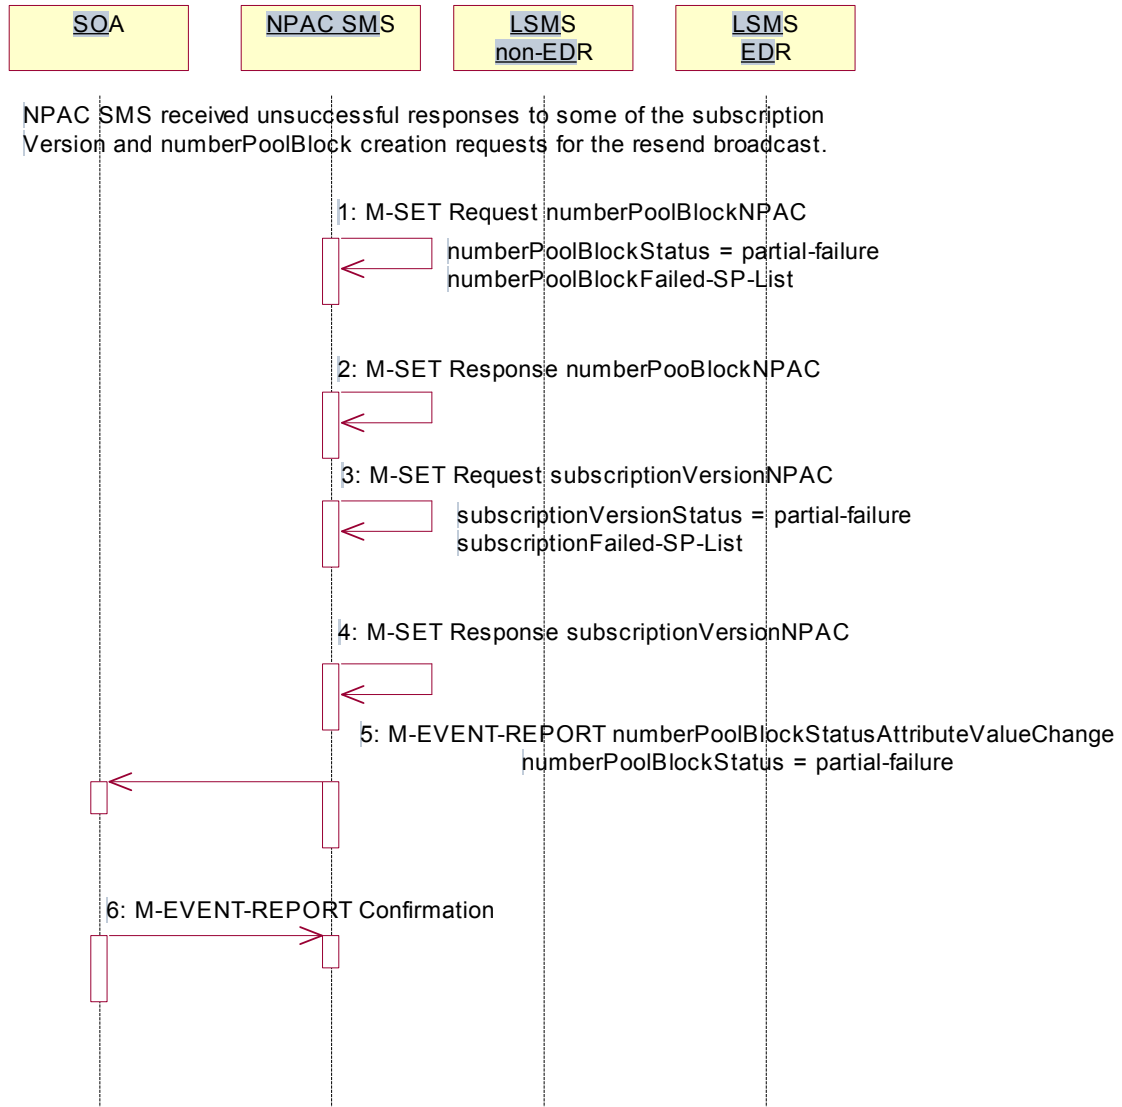 SOA
NPAC SMS
LSMS
non-EDR
LSMS
EDR
NPAC SMS received unsuccessful responses to some of the subscription
Version and numberPoolBlock creation requests for the resend broadcast.
1: M-SET Request numberPoolBlockNPAC
numberPoolBlockStatus = partial-failure
numberPoolBlockFailed-SP-List
2: M-SET Response numberPooBlockNPAC
3: M-SET Request subscriptionVersionNPAC
subscriptionVersionStatus = partial-failure
subscriptionFailed-SP-List
4: M-SET Response subscriptionVersionNPAC
5: M-EVENT-REPORT numberPoolBlockStatusAttributeValueChange
numberPoolBlockStatus = partial-failure
6: M-EVENT-REPORT Confirmation